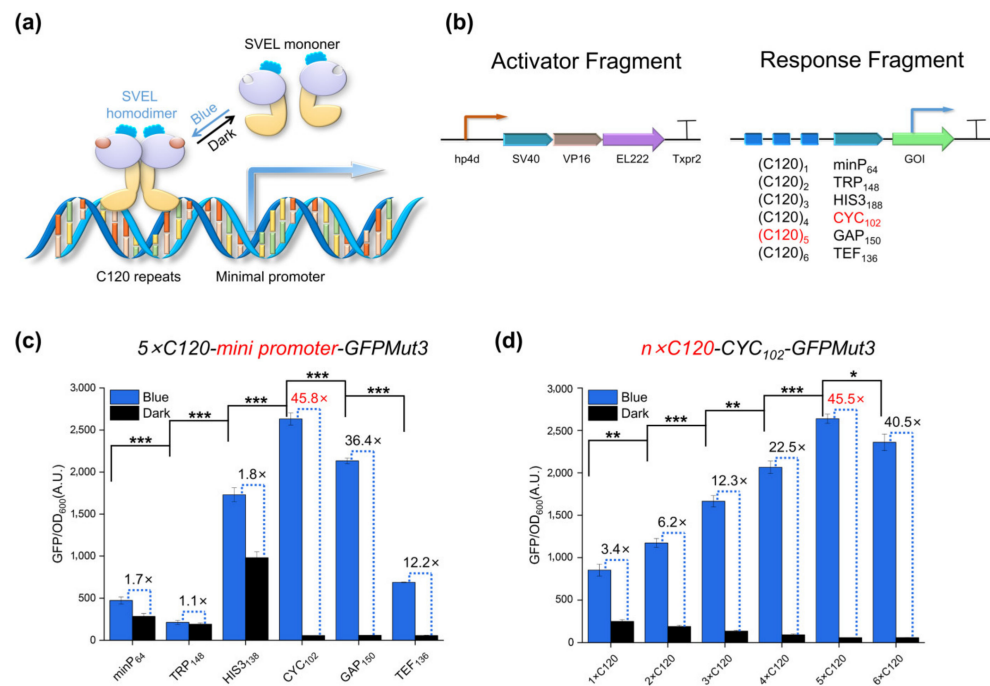 (a)
SVEL mononer
SVEL
homodimer
Blue
Dark
C120 repeats
Minimal promoter
(b)
Activator Fragment
Response Fragment
hp4d
SV40
VP16
EL222
Txpr2
GOI
(C120)1 minP64
(C120)2 TRP148
(C120)3 HIS3188
(C120)4 CYC102
(C120)5 GAP150
(C120)6 TEF136
(c)
5×C120-mini promoter-GFPMut3
Blue
Dark
GFP/OD600(A.U.)
3,000
2,500
2,000
1,500
1,000
500
0
***
***
***
***
***
1.7×
1.1×
1.8×
45.8×
36.4×
12.2×
minP64
TRP148
HIS3138
CYC102
GAP150
TEF136
(d)
n×C120-CYC102-GFPMut3
Blue
Dark
GFP/OD600(A.U.)
3,000
2,500
2,000
1,500
1,000
500
0
**
***
**
***
*
3.4×
6.2×
12.3×
22.5×
45.5×
40.5×
1×C120
2×C120
3×C120
4×C120
5×C120
6×C120